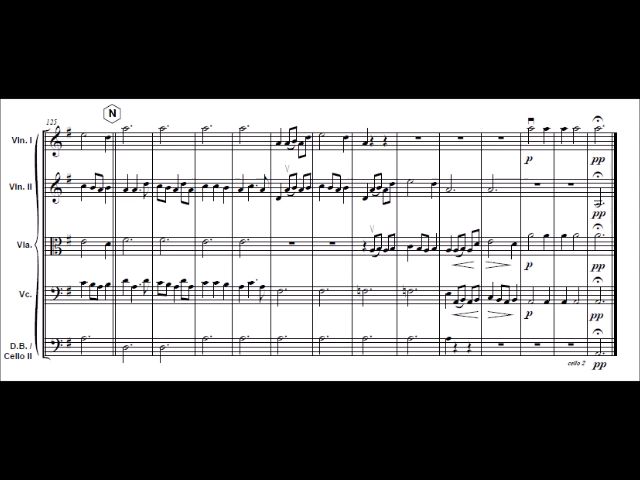 125
N
Vln. I
p
pp
Vln. II
pp
Vla.
p
pp
Vc.
p
pp
D.B. /
Cello II
cello 2
pp